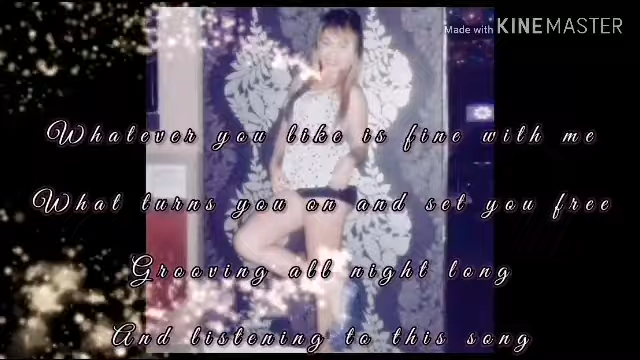 Made with KINEMASTER
Whatever you like is fine with me
What turns you on and set you free
Grooving all night long
And listening to this song